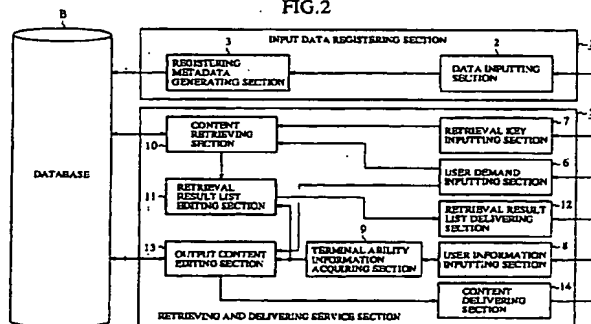 FIG.2
B
INPUT DATA REGISTERING SECTION
3
REGISTERING
METADATA
GENERATING SECTION
2
DATA INPUTTING
SECTION
DATABASE
CONTENT
RETRIEVING
SECTION
10
7
RETRIEVAL KEY
INPUTTING SECTION
6
USER DEMAND
INPUTTING SECTION
11
RETRIEVAL
RESULT LIST
EDITING SECTION
12
RETRIEVAL RESULT
LIST DELIVERING
SECTION
13
OUTPUT CONTENT
EDITING SECTION
9
TERMINAL ABILITY
INFORMATION
ACQUIRING SECTION
8
USER INFORMATION
INPUTTING SECTION
14
CONTENT
DELIVERING
SECTION
RETRIEVING AND DELIVERING SERVICE SECTION